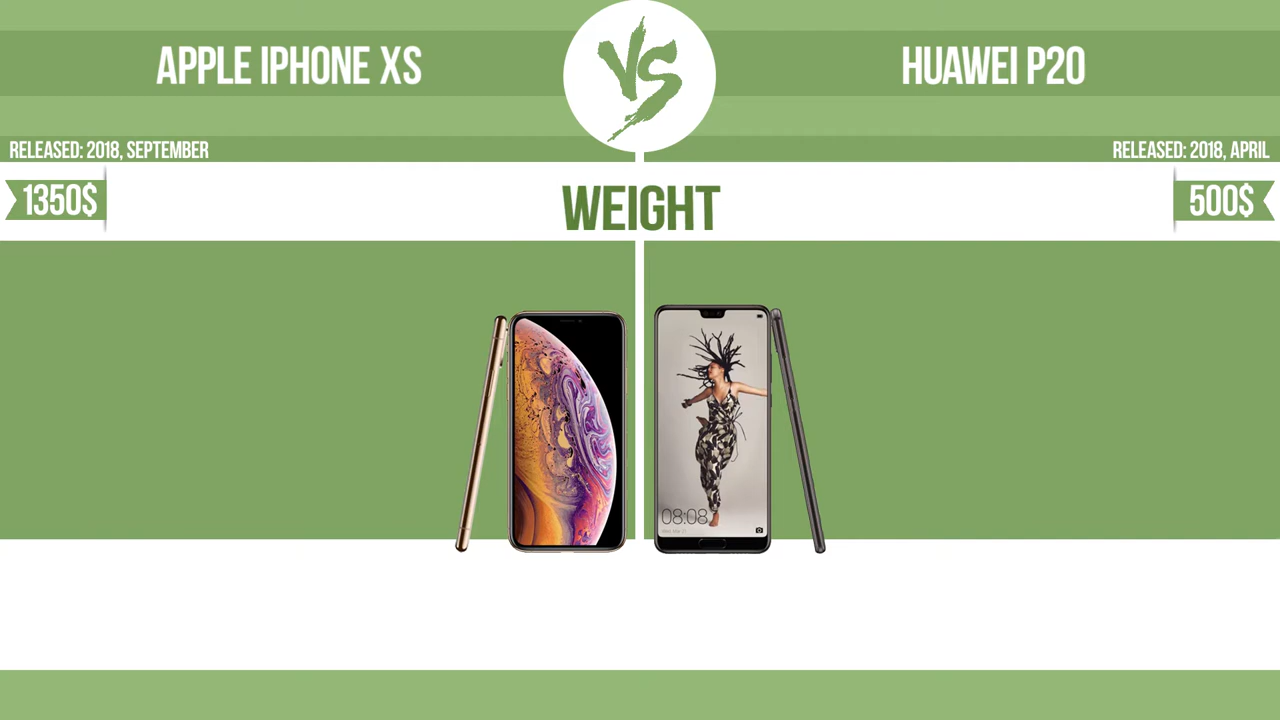 APPLE IPHONE XS
VS
HUAWEI P20
RELEASED: 2018, SEPTEMBER
RELEASED: 2018, APRIL
1350$
WEIGHT
500$
08:08